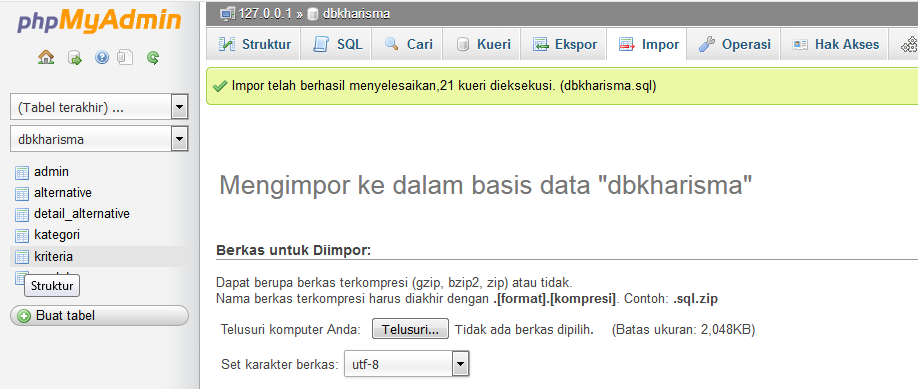 phpMyAdmin
127.0.0.1 » dbkharisma
Struktur SQL Cari Kueri Ekspor Impor Operasi Hak Akses
Impor telah berhasil menyelesaikan,21 kueri dieksekusi. (dbkharisma.sql)
(Tabel terakhir) ...
dbkharisma
admin
alternative
detail_alternative
kategori
kriteria
Struktur
Buat tabel
Mengimpor ke dalam basis data "dbkharisma"
Berkas untuk Diimpor:
Dapat berupa berkas terkompresi (gzip, bzip2, zip) atau tidak.
Nama berkas terkompresi harus diakhir dengan .[format].[kompresi]. Contoh: .sql.zip
Telusuri komputer Anda: Telusuri... Tidak ada berkas dipilih. (Batas ukuran: 2,048KB)
Set karakter berkas: utf-8